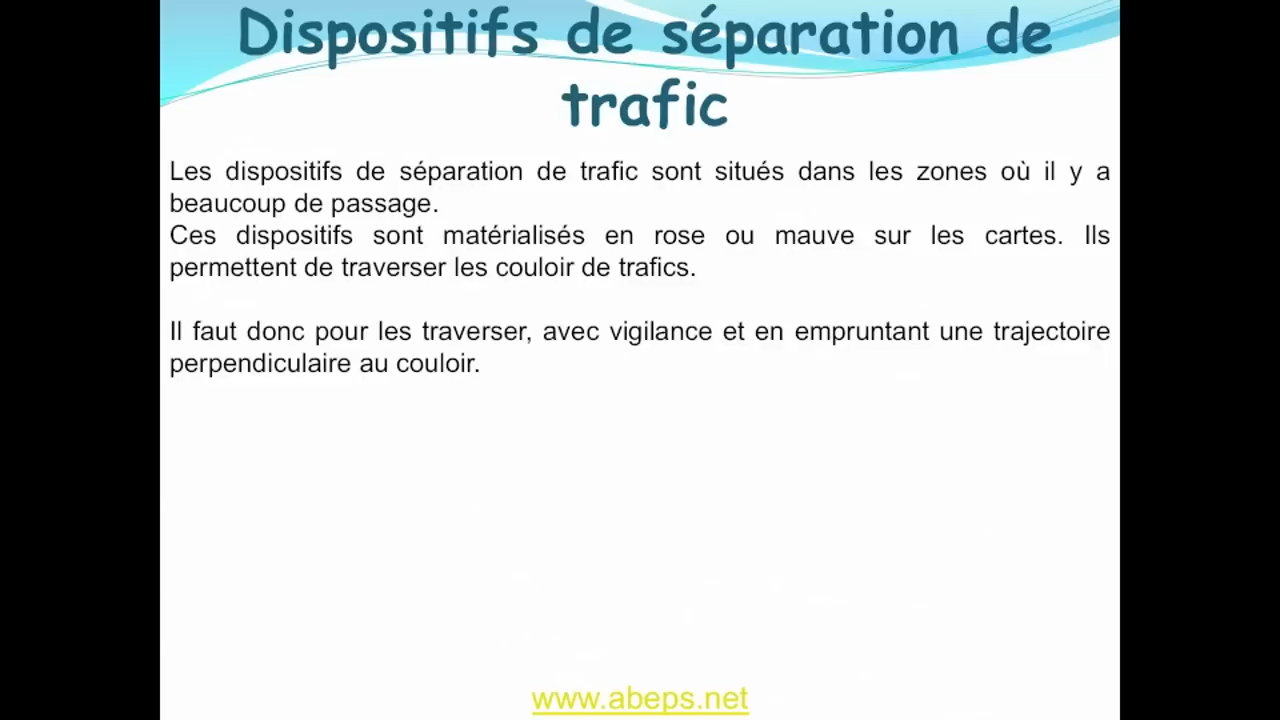 Dispositifs de séparation de
trafic
Les dispositifs de séparation de trafic sont situés dans les zones où il y a
beaucoup de passage.
Ces dispositifs sont matérialisés en rose ou mauve sur les cartes. Ils
permettent de traverser les couloir de trafics.
Il faut donc pour les traverser, avec vigilance et en empruntant une trajectoire
perpendiculaire au couloir.
www.abeps.net